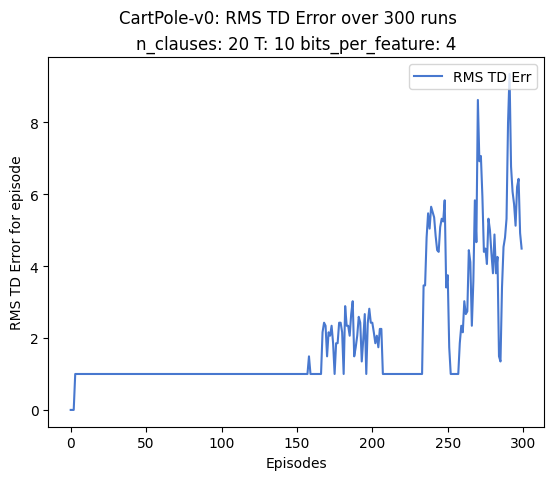 CartPole-v0: RMS TD Error over 300 runs
n_clauses: 20 T: 10 bits_per_feature: 4
RMS TD Err
8
6
4
2
0
RMS TD Error for episode
0 50 100 150 200 250 300
Episodes